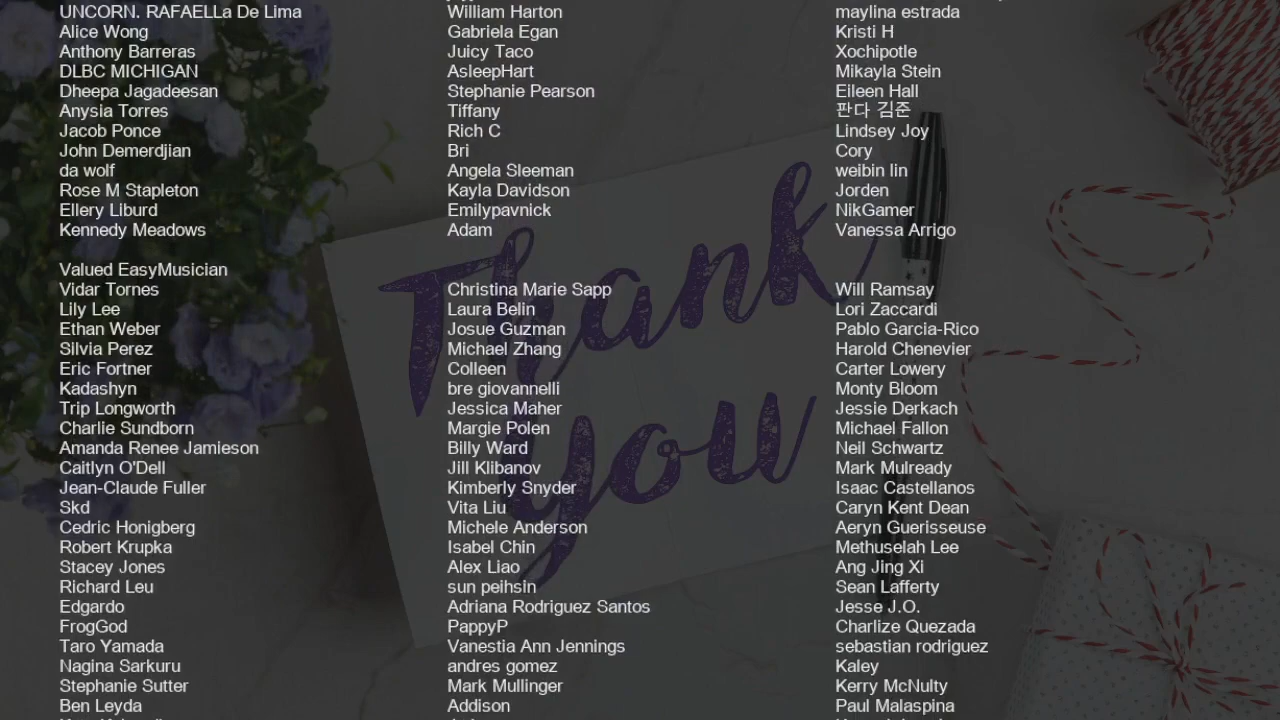 UNCORN. RAFAELLa De Lima
Alice Wong
Anthony Barreras
DLBC MICHIGAN
Dheepa Jagadeesan
Anysia Torres
Jacob Ponce
John Demerdjian
da wolf
Rose M Stapleton
Ellery Liburd
Kennedy Meadows
William Harton
Gabriela Egan
Juicy Taco
AsleepHart
Stephanie Pearson
Tiffany
Rich C
Bri
Angela Sleeman
Kayla Davidson
Emilypavnick
Adam
maylina estrada
Kristi H
Xochipotle
Mikayla Stein
Eileen Hall
판다 김준
Lindsey Joy
Cory
weibin lin
Jorden
NikGamer
Vanessa Arrigo
Valued EasyMusician
Vidar Tornes
Lily Lee
Ethan Weber
Silvia Perez
Eric Fortner
Kadashyn
Trip Longworth
Charlie Sundborn
Amanda Renee Jamieson
Caitlyn O'Dell
Jean-Claude Fuller
Skd
Cedric Honigberg
Robert Krupka
Stacey Jones
Richard Leu
Edgardo
FrogGod
Taro Yamada
Nagina Sarkuru
Stephanie Sutter
Ben Leyda
Christina Marie Sapp
Laura Belin
Josue Guzman
Michael Zhang
Colleen
bre giovannelli
Jessica Maher
Margie Polen
Billy Ward
Jill Klibanov
Kimberly Snyder
Vita Liu
Michele Anderson
Isabel Chin
Alex Liao
sun peihsin
Adriana Rodriguez Santos
PappyP
Vanestia Ann Jennings
andres gomez
Mark Mullinger
Addison
Will Ramsay
Lori Zaccardi
Pablo Garcia-Rico
Harold Chenevier
Carter Lowery
Monty Bloom
Jessie Derkach
Michael Fallon
Neil Schwartz
Mark Mulready
Isaac Castellanos
Caryn Kent Dean
Aeryn Guerisseuse
Methuselah Lee
Ang Jing Xi
Sean Lafferty
Jesse J.O.
Charlize Quezada
sebastian rodriguez
Kaley
Kerry McNulty
Paul Malaspina
Thank
you